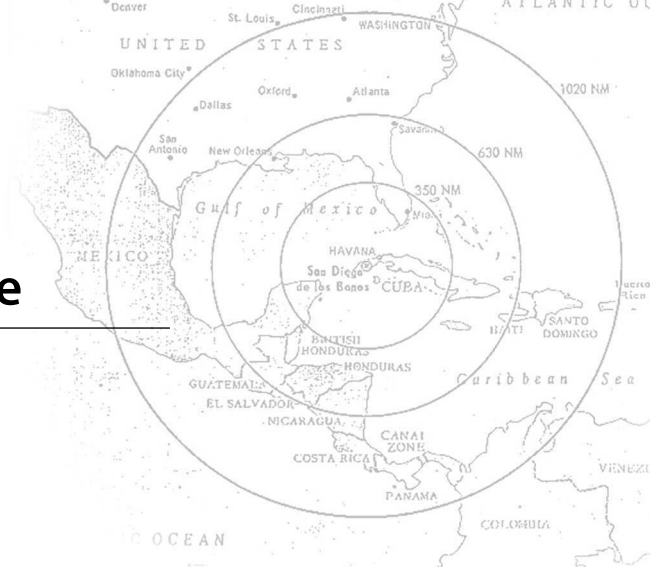 Denver
St. Louis
Cincinnati
WASHINGTON
UNITED STATES
Oklahoma City
Oxford
Atlanta
1020 NM
Dallas
San
Antonio
New Orleans
Savannah
630 NM
350 NM
Gulf of Mexico
Miami
MEXICO
HAVANA
San Diego
de los Banos
CUBA
e
HAITI
SANTO
DOMINGO
BRITISH
HONDURAS
HONDURAS
GUATEMALA
Caribbean Sea
EL SALVADOR
NICARAGUA
CANAL
ZONE
COSTA RICA
PANAMA
COLOMBIA
OCEAN